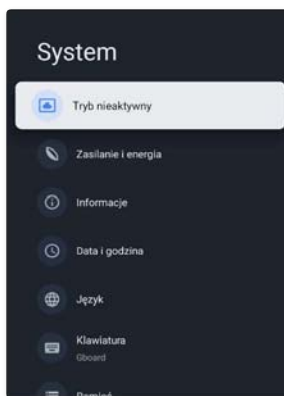 System
Tryb nieaktywny
Zasilanie i energia
Informacje
Data i godzina
Język
Klawiatura
Gboard